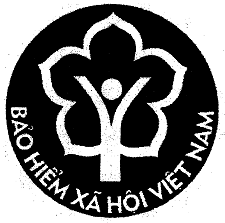 BẢO HIỂM XÃ HỘI VIỆT NAM